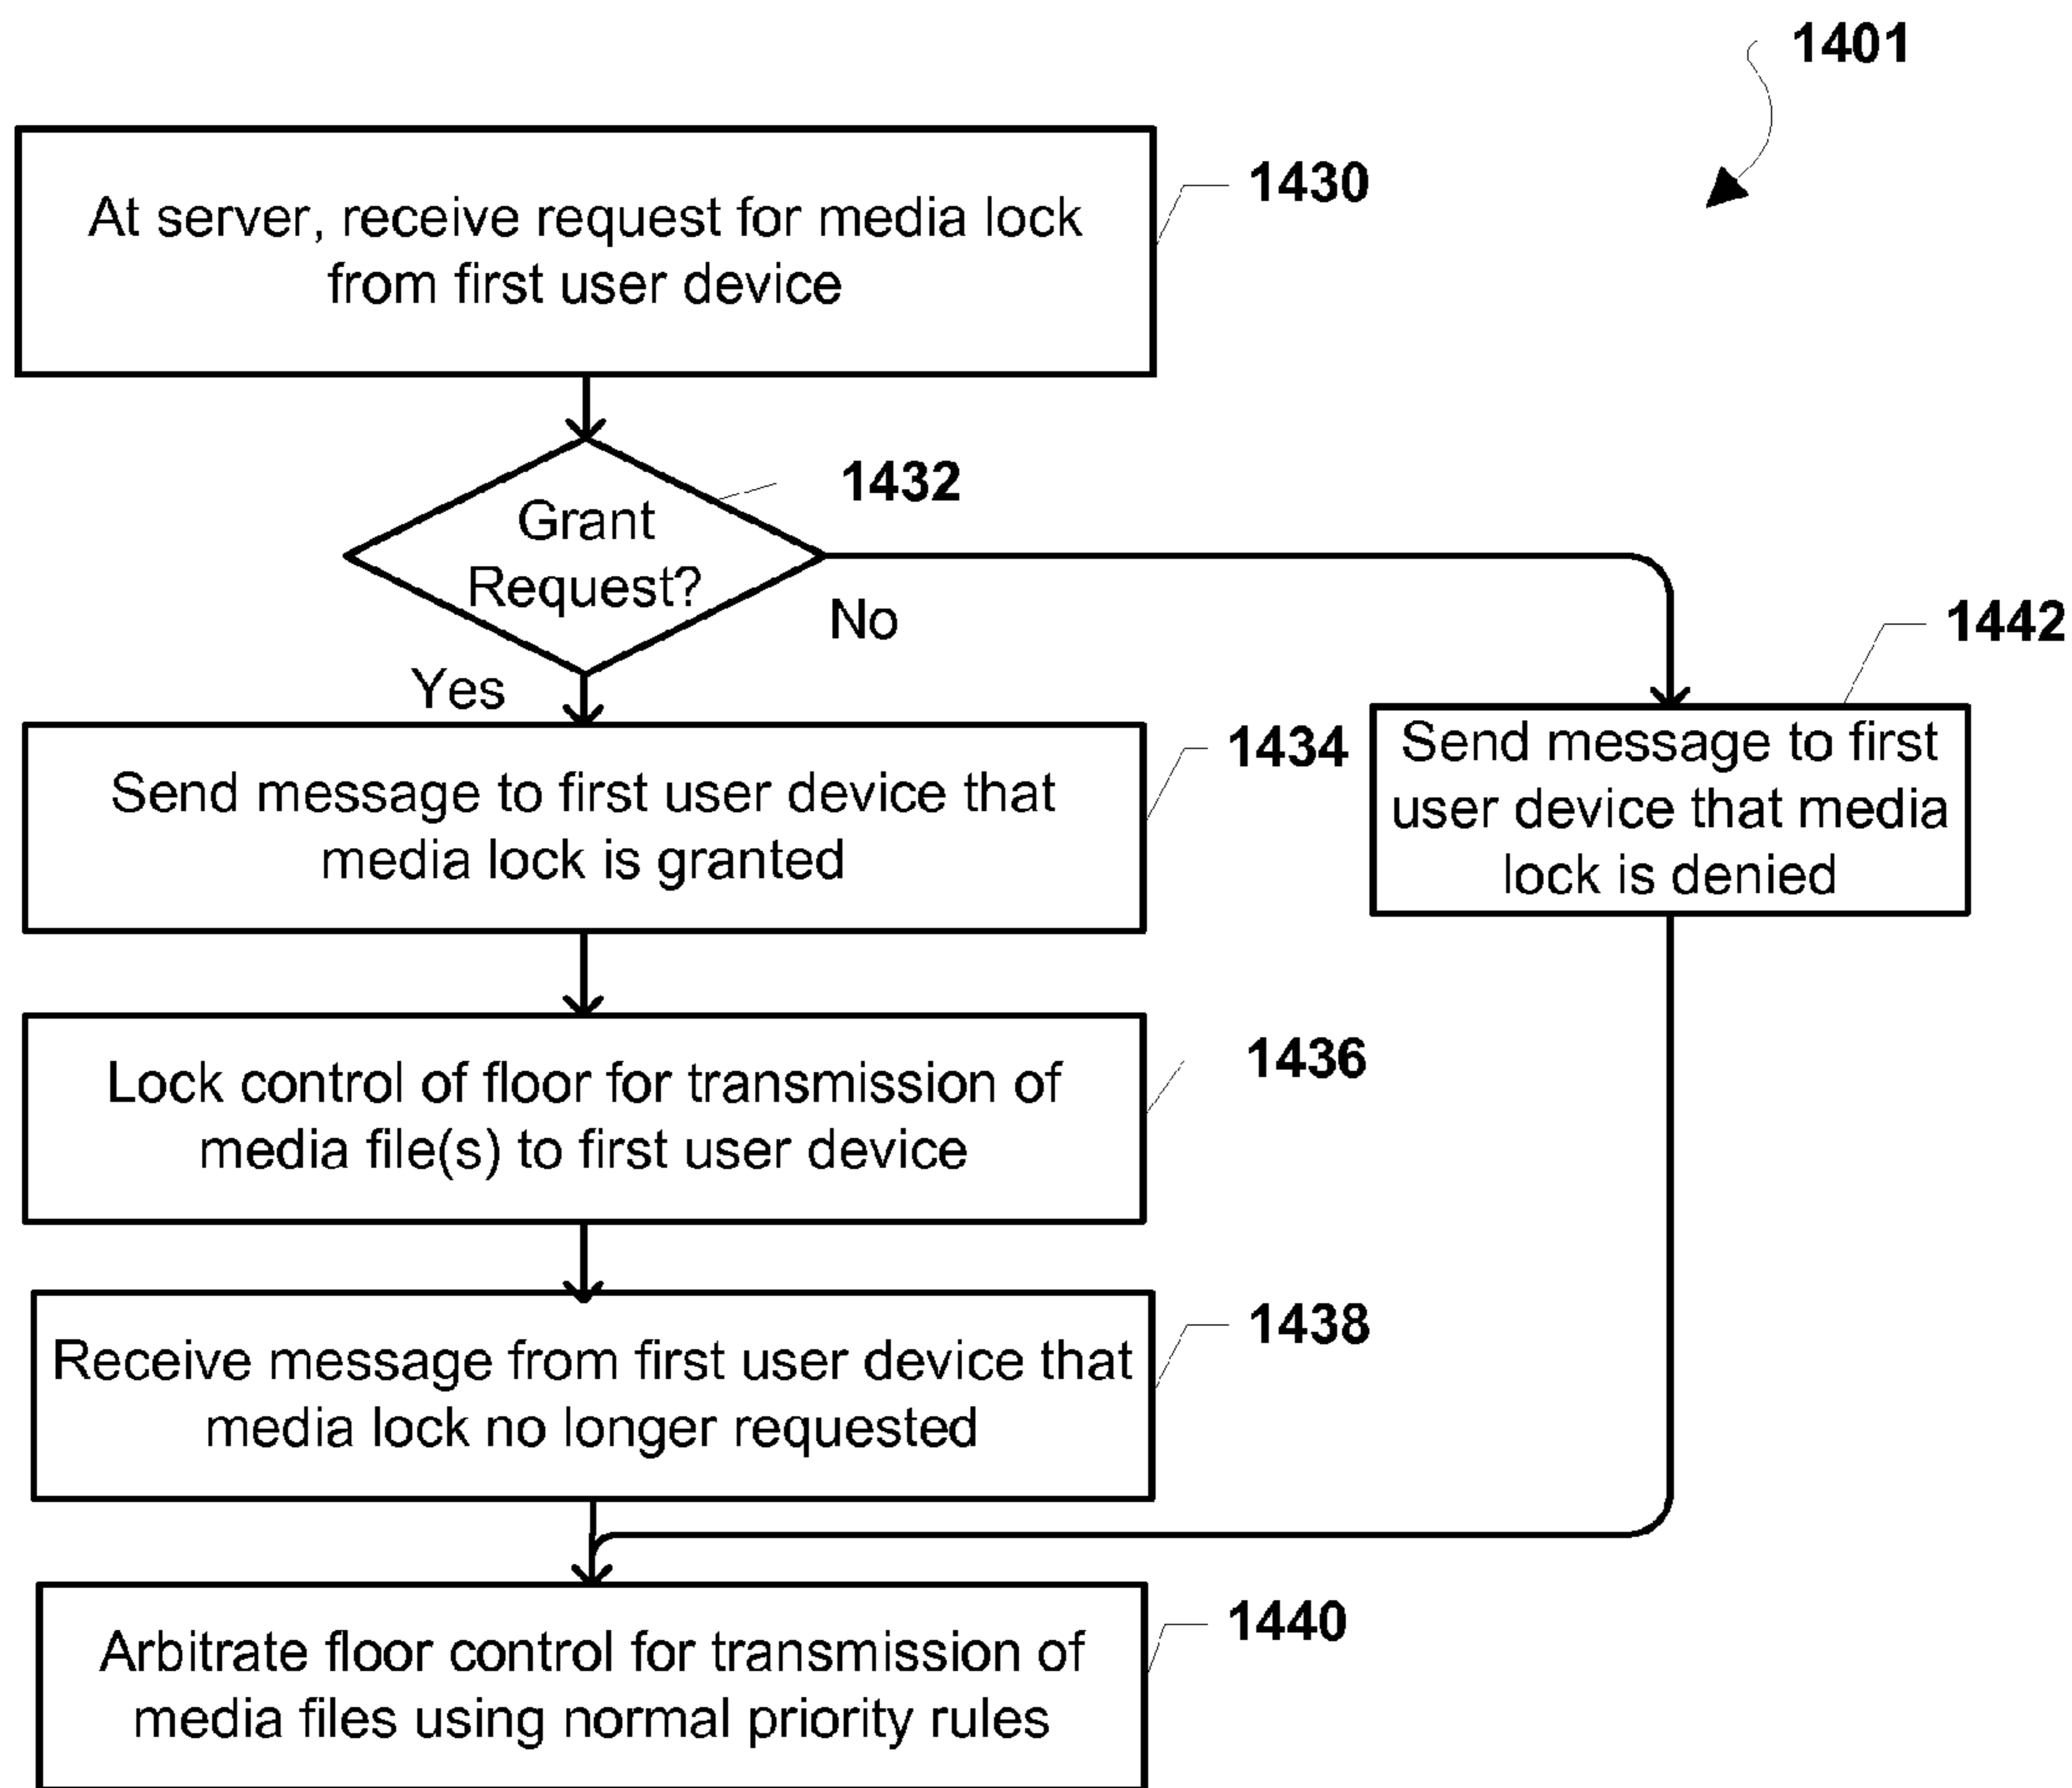 1401
At server, receive request for media lock
from first user device
1430
Grant
Request?
1432
No
Yes
1442
Send message to first user device that
media lock is granted
1434
Send message to first
user device that media
lock is denied
Lock control of floor for transmission of
media file(s) to first user device
1436
Receive message from first user device that
media lock no longer requested
1438
Arbitrate floor control for transmission of
media files using normal priority rules
1440